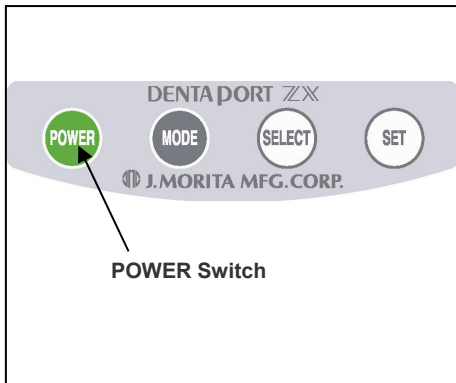 DENTAPORT ZX
POWER MODE SELECT SET
J.MORITA MFG.CORP.
POWER Switch